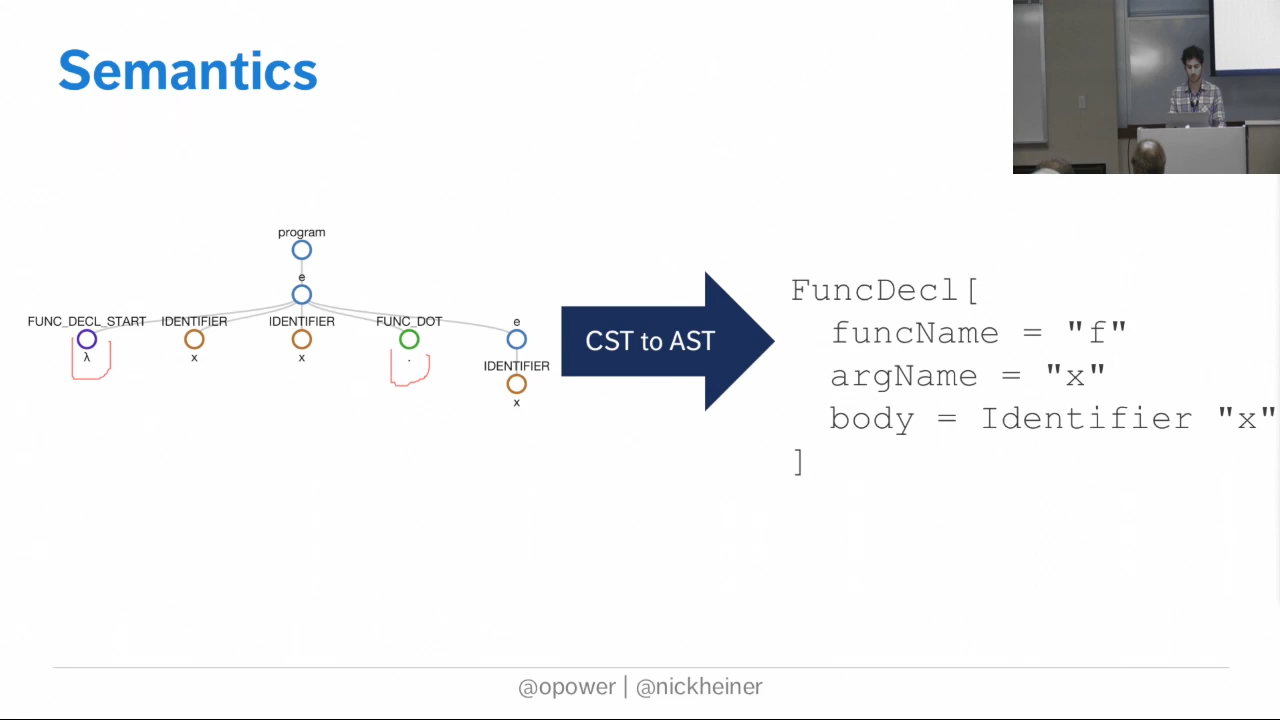 Semantics
program
e
FUNC_DECL_START IDENTIFIER IDENTIFIER FUNC_DOT e
λ x x .
IDENTIFIER
x
CST to AST
FuncDecl[
funcName = "f"
argName = "x"
body = Identifier "x"
]
@opower | @nickheiner